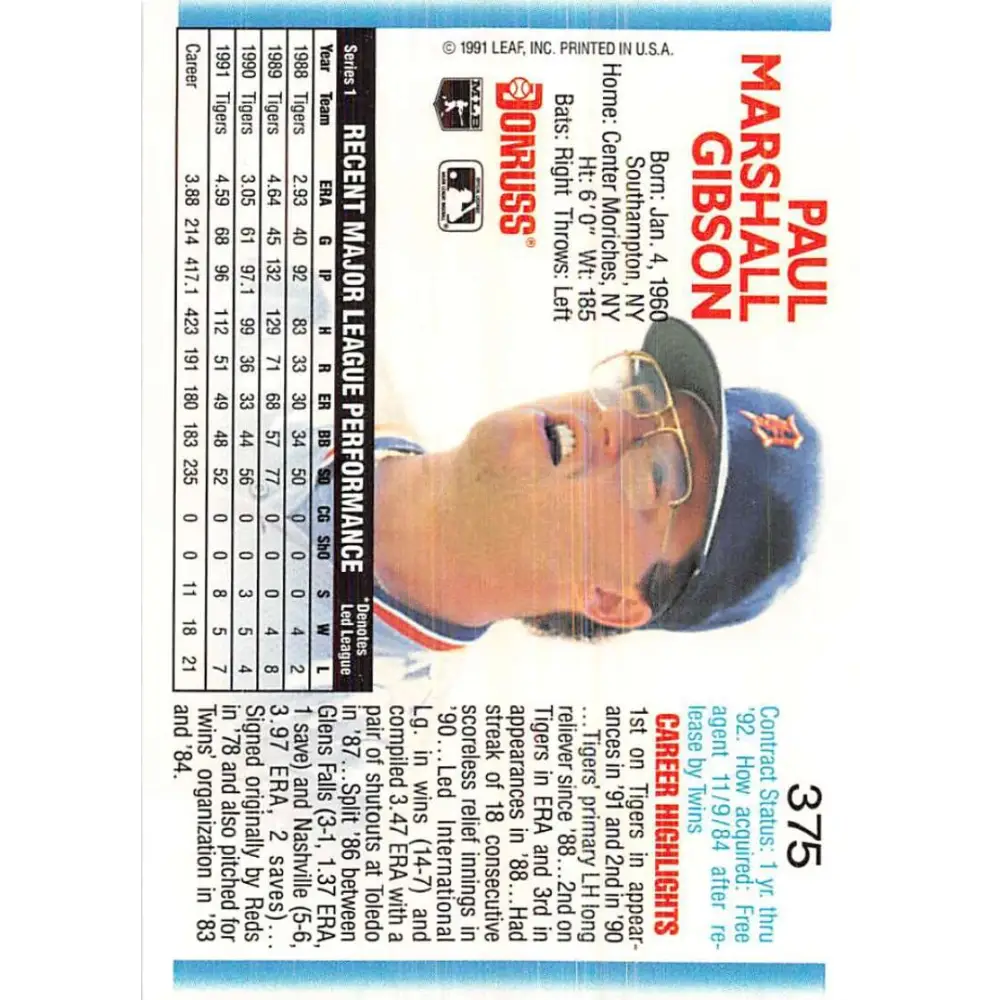 PAUL
MARSHALL
GIBSON
Born: Jan. 4, 1960
Southampton, NY
Home: Center Moriches, NY
Ht: 6'0" Wt: 185
Bats: Right Throws: Left
DONRUSS®
MLB
© 1991 LEAF, INC. PRINTED IN U.S.A.
375
Contract Status: 1 yr. thru
'92. How acquired: Free
agent 11/9/84 after re-
lease by Twins
CAREER HIGHLIGHTS
1st on Tigers in appear-
ances in '91 and 2nd in '90
...Tigers' primary LH long
reliever since '88...2nd on
Tigers in ERA and 3rd in
appearances in '88...Had
streak of 18 consecutive
scoreless relief innings in
'90...Led International
Lg. in wins (14-7) and
compiled 3.47 ERA with a
pair of shutouts at Toledo
in '87...Split '86 between
Glens Falls (3-1, 1.37 ERA,
1 save) and Nashville (5-6,
3.97 ERA, 2 saves)...
Signed originally by Reds
in '78 and also pitched for
Twins' organization in '83
and '84.
Series 1 RECENT MAJOR LEAGUE PERFORMANCE *Denotes
Led League
Year Team ERA G IP H R ER BB SO CG ShO S W L
1988 Tigers 2.93 40 92 83 33 30 34 50 0 0 0 4 2
1989 Tigers 4.64 45 132 129 71 68 57 77 0 0 0 4 8
1990 Tigers 3.05 61 97.1 99 36 33 44 56 0 0 3 5 4
1991 Tigers 4.59 68 96 112 51 49 48 52 0 0 8 5 7
Career 3.88 214 417.1 423 191 180 183 235 0 0 11 18 21